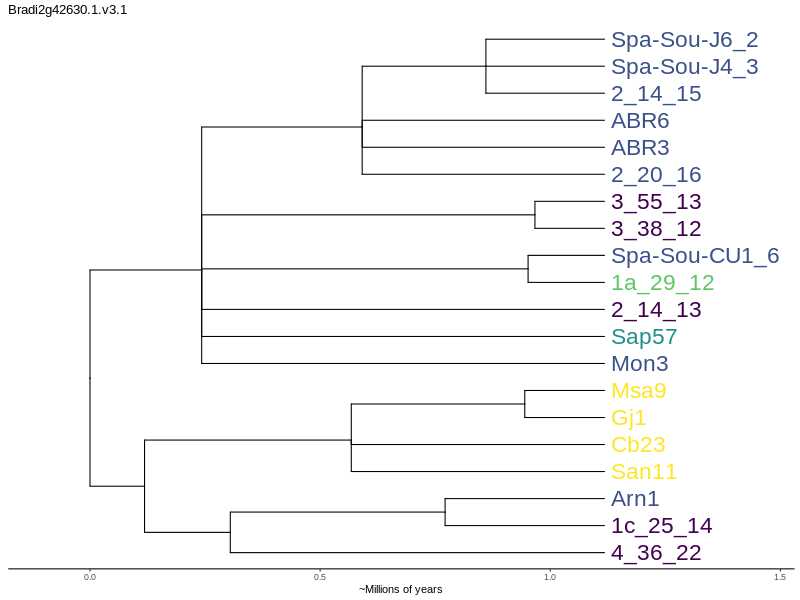 Bradi2g42630.1.v3.1
Spa-Sou-J6_2
Spa-Sou-J4_3
2_14_15
ABR6
ABR3
2_20_16
3_55_13
3_38_12
Spa-Sou-CU1_6
1a_29_12
2_14_13
Sap57
Mon3
Msa9
Gj1
Cb23
San11
Arn1
1c_25_14
4_36_22
0.0 0.5 1.0 1.5
~Millions of years